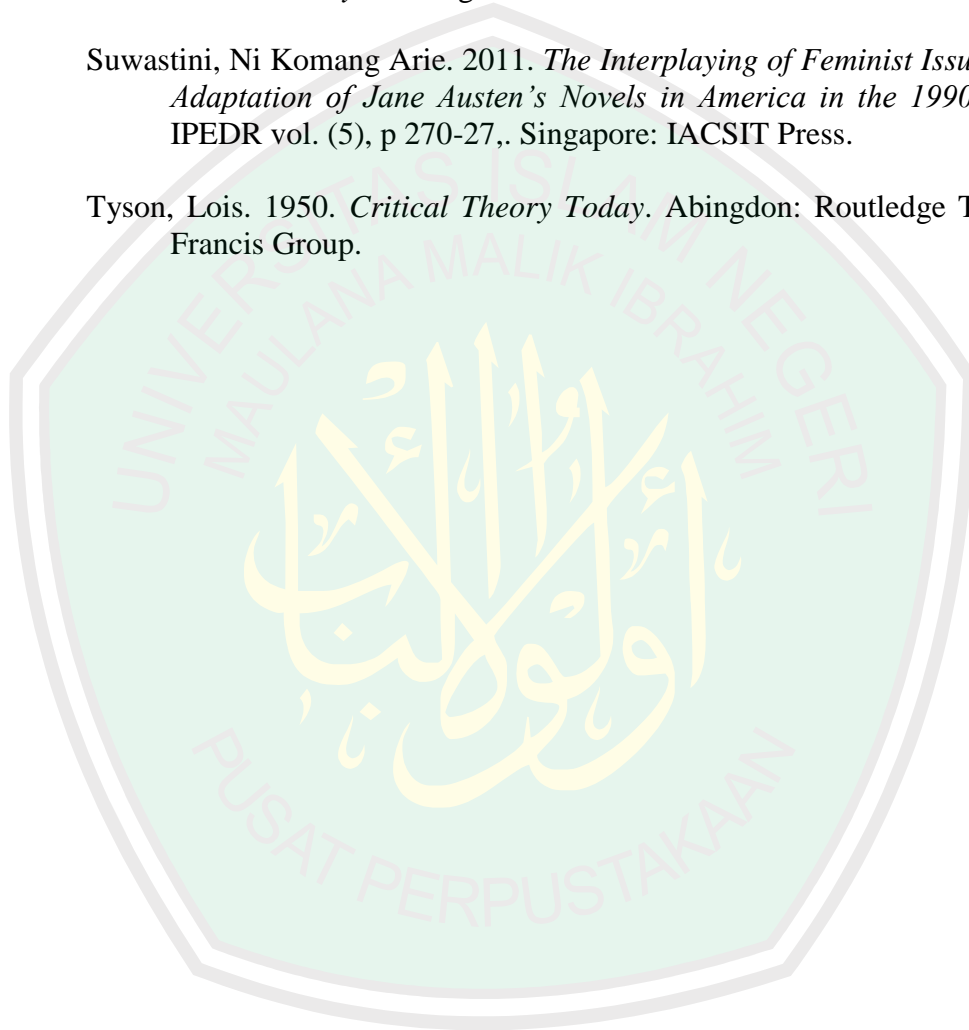 Suwastini, Ni Komang Arie. 2011. The Interplaying of Feminist
Adaptation of Jane Austen’s Novels in America in the 1990
IPEDR vol. (5), p 270-27,. Singapore: IACSIT Press.
Tyson, Lois. 1950. Critical Theory Today. Abingdon: Routledge
Francis Group.
UNIVERSITAS ISLAM NEGERI
MAULANA MALIK IBRAHIM
أولوا الألباب
PUSAT PERPUSTAKAAN